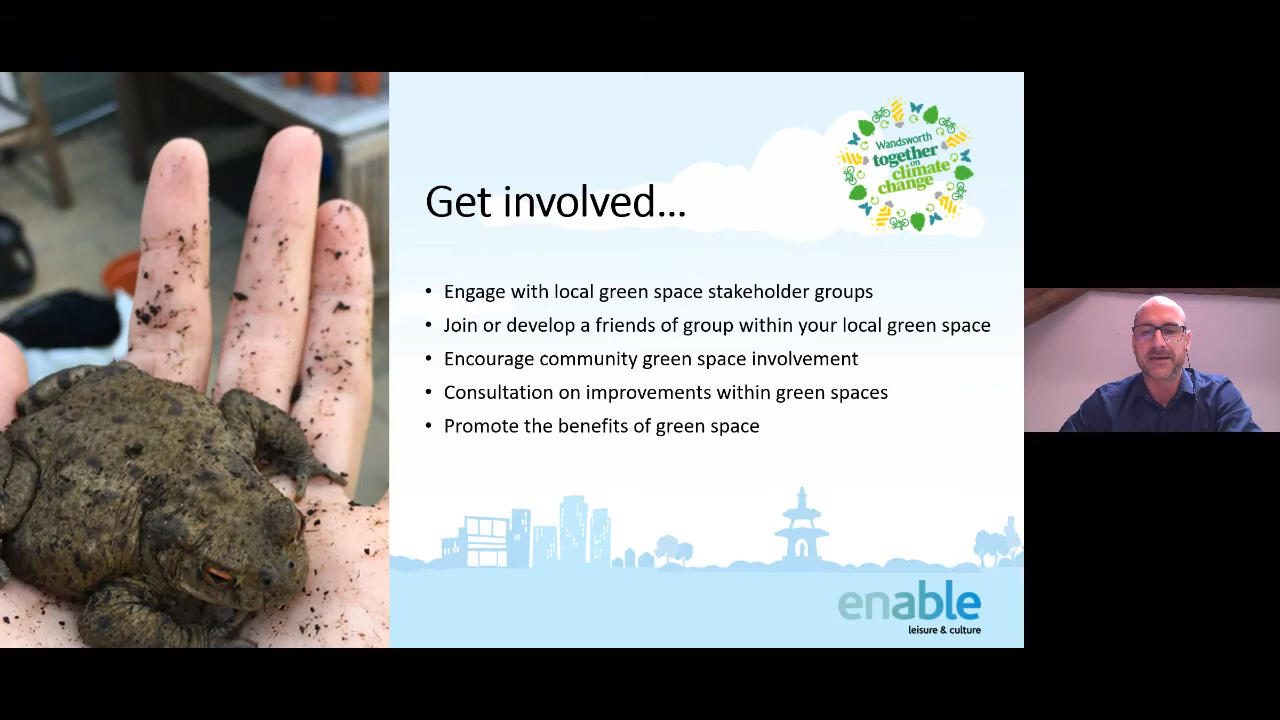 Wandsworth
together
on
climate
change
Get involved...
• Engage with local green space stakeholder groups
• Join or develop a friends of group within your local green space
• Encourage community green space involvement
• Consultation on improvements within green spaces
• Promote the benefits of green space
enable
leisure & culture